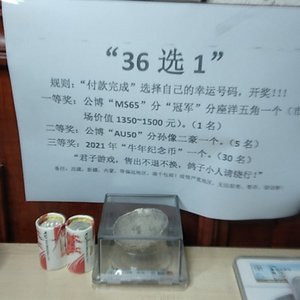 “36 选 1”
规则：“付款完成”选择自己的幸运号码，开奖!!!
一等奖：公博“MS65”分“冠军”分座洋五角一个（市
场价值 1350~1500 元）。（1 名）
二等奖：公博“AU50”分孙像二豪一个。（5 名）
三等奖：2021 年“牛年纪念币”一个。（30 名）
“君子游戏，售出不退不换，鸽子小人请绕行！”